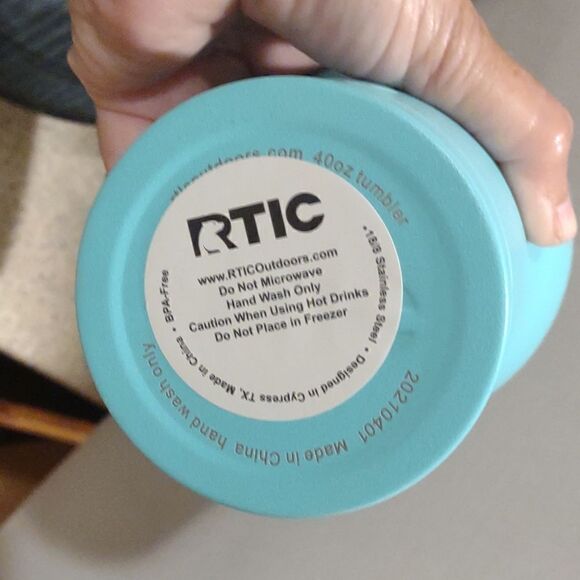 RTIC
www.RTICOutdoors.com
Do Not Microwave
Hand Wash Only
Caution When Using Hot Drinks
Do Not Place in Freezer
BPA-Free • Made in China • Designed in Cypress TX, • 18/8 Stainless Steel •
40oz tumbler
20210401 Made in China hand wash only